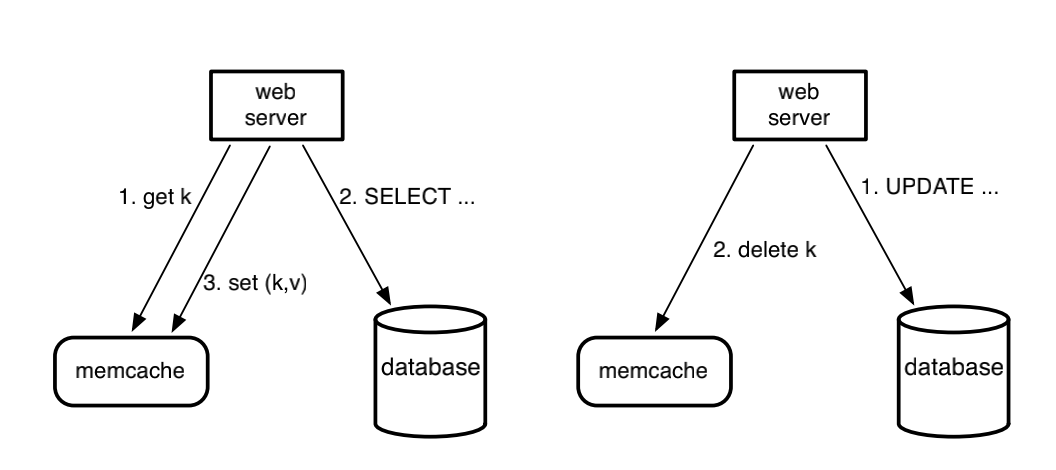 web
server
1. get k
2. SELECT ...
3. set (k,v)
memcache
database
web
server
1. UPDATE ...
2. delete k
memcache
database